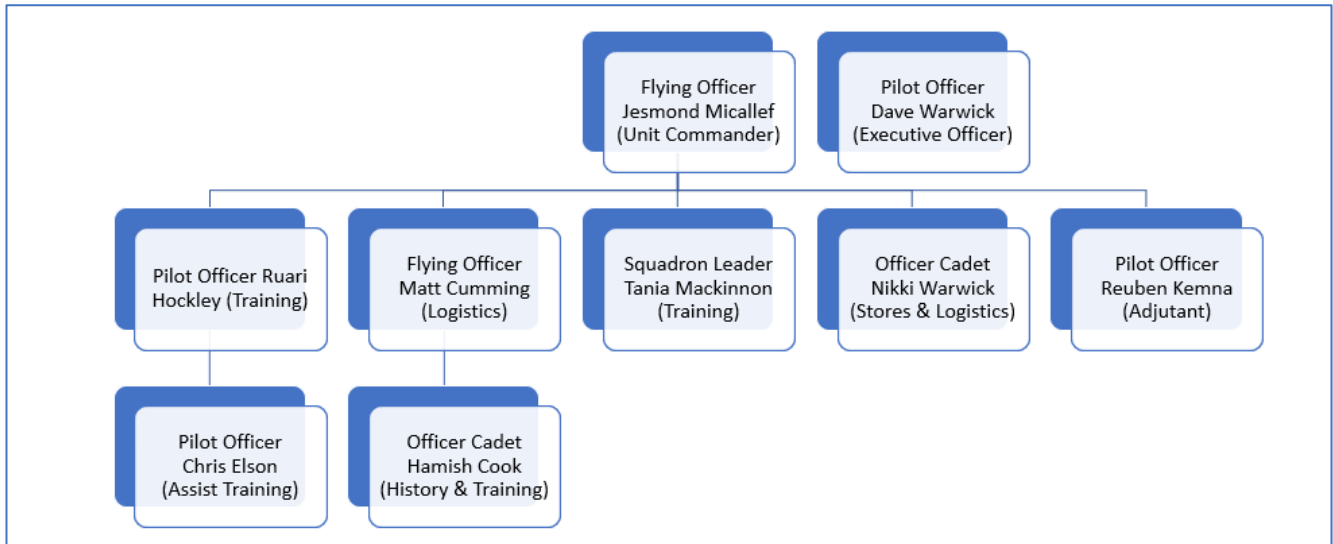 Flying Officer
Jesmond Micallef
(Unit Commander)
Pilot Officer
Dave Warwick
(Executive Officer)
Pilot Officer Ruari
Hockley (Training)
Flying Officer
Matt Cumming
(Logistics)
Squadron Leader
Tania Mackinnon
(Training)
Officer Cadet
Nikki Warwick
(Stores & Logistics)
Pilot Officer
Reuben Kemna
(Adjutant)
Pilot Officer
Chris Elson
(Assist Training)
Officer Cadet
Hamish Cook
(History & Training)